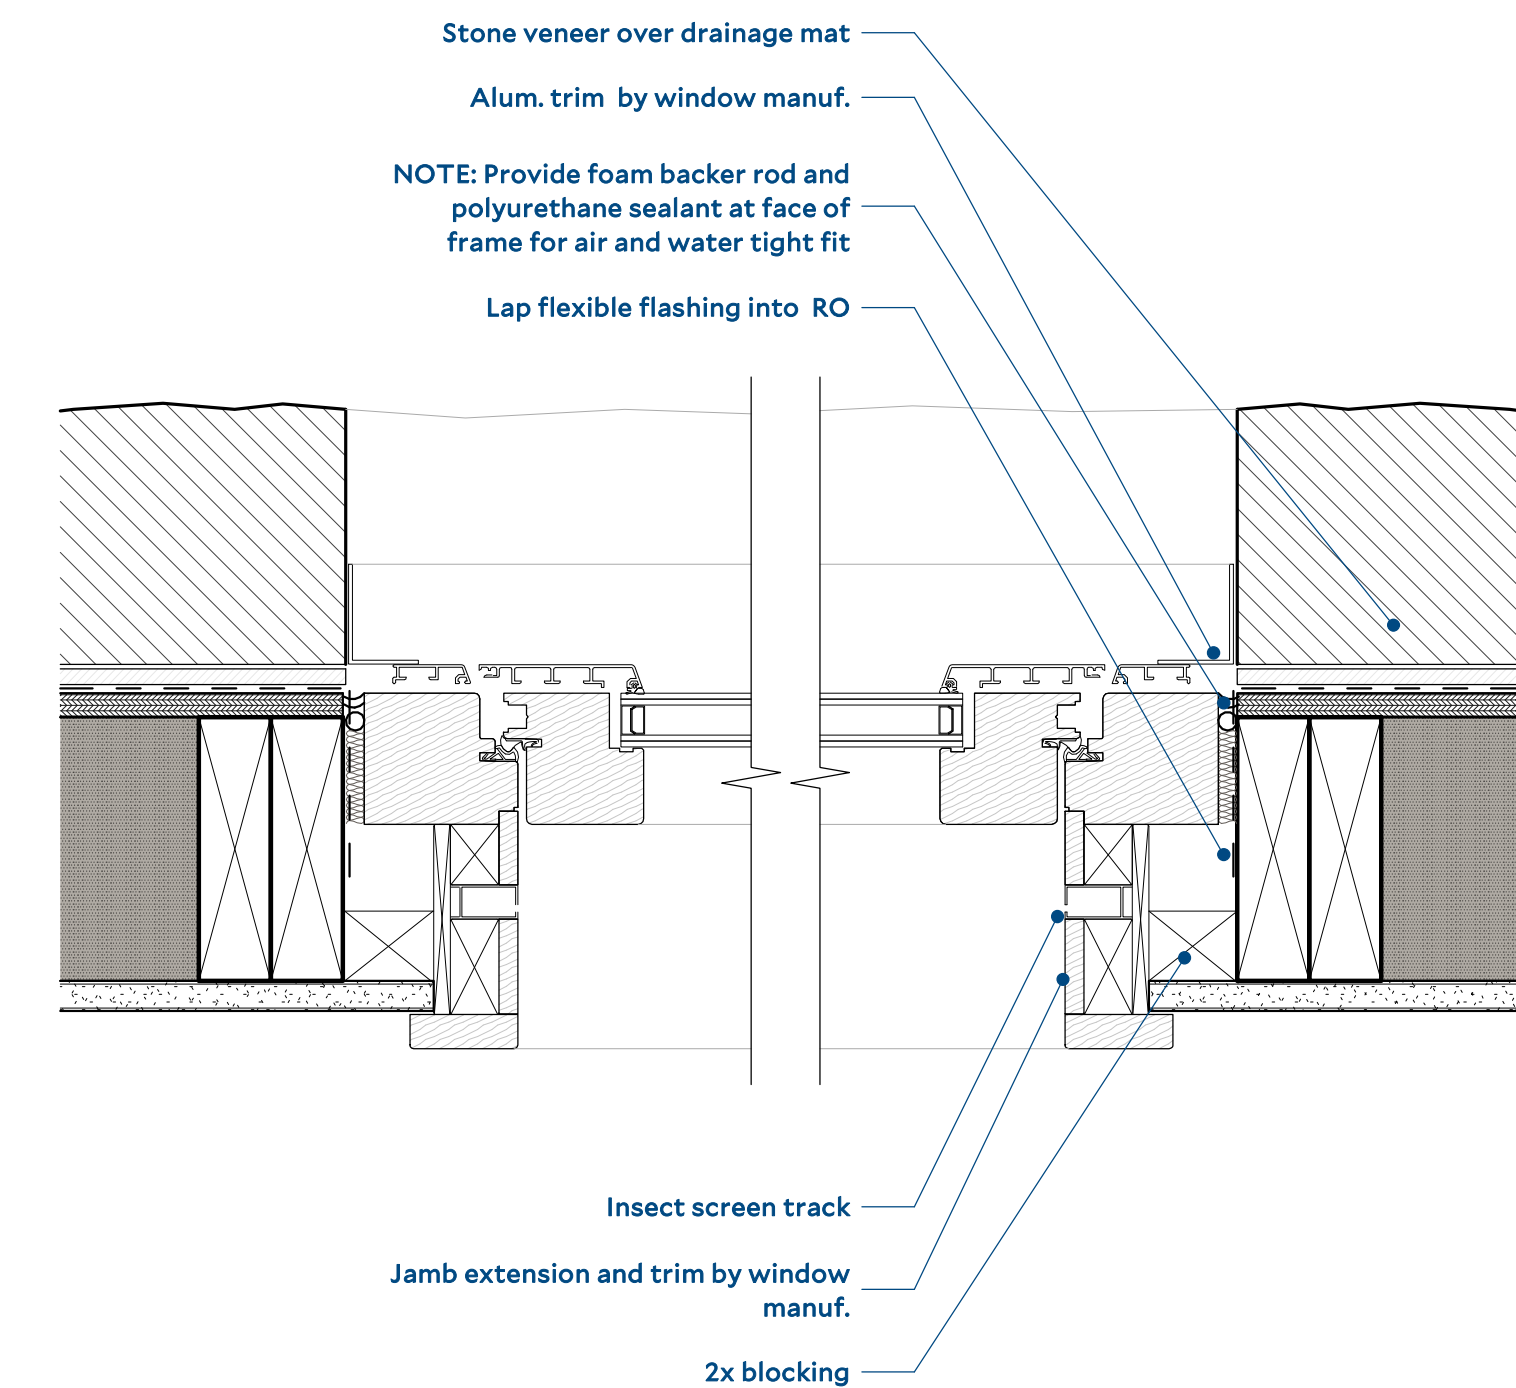 Stone veneer over drainage mat
Alum. trim  by window manuf.
NOTE: Provide foam backer rod and
polyurethane sealant at face of
frame for air and water tight fit
Lap flexible flashing into  RO
Insect screen track
Jamb extension and trim by window
manuf.
2x blocking